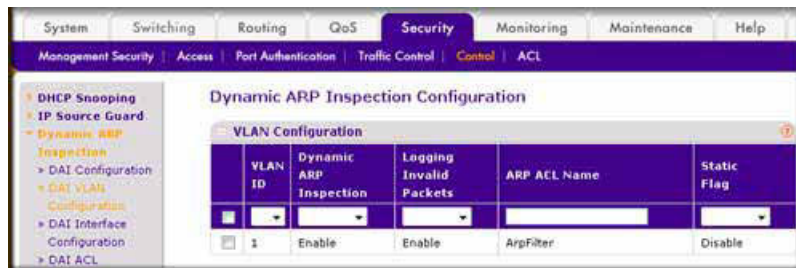 System Switching Routing QoS Security Monitoring Maintenance Help
Management Security Access Port Authentication Traffic Control Control ACL
DHCP Snooping
IP Source Guard
Dynamic ARP
Inspection
» DAI Configuration
» DAI VLAN
Configuration
» DAI Interface
Configuration
» DAI ACL
Dynamic ARP Inspection Configuration
VLAN Configuration
VLAN ID Dynamic ARP Inspection Logging Invalid Packets ARP ACL Name Static Flag
1 Enable Enable ArpFilter Disable